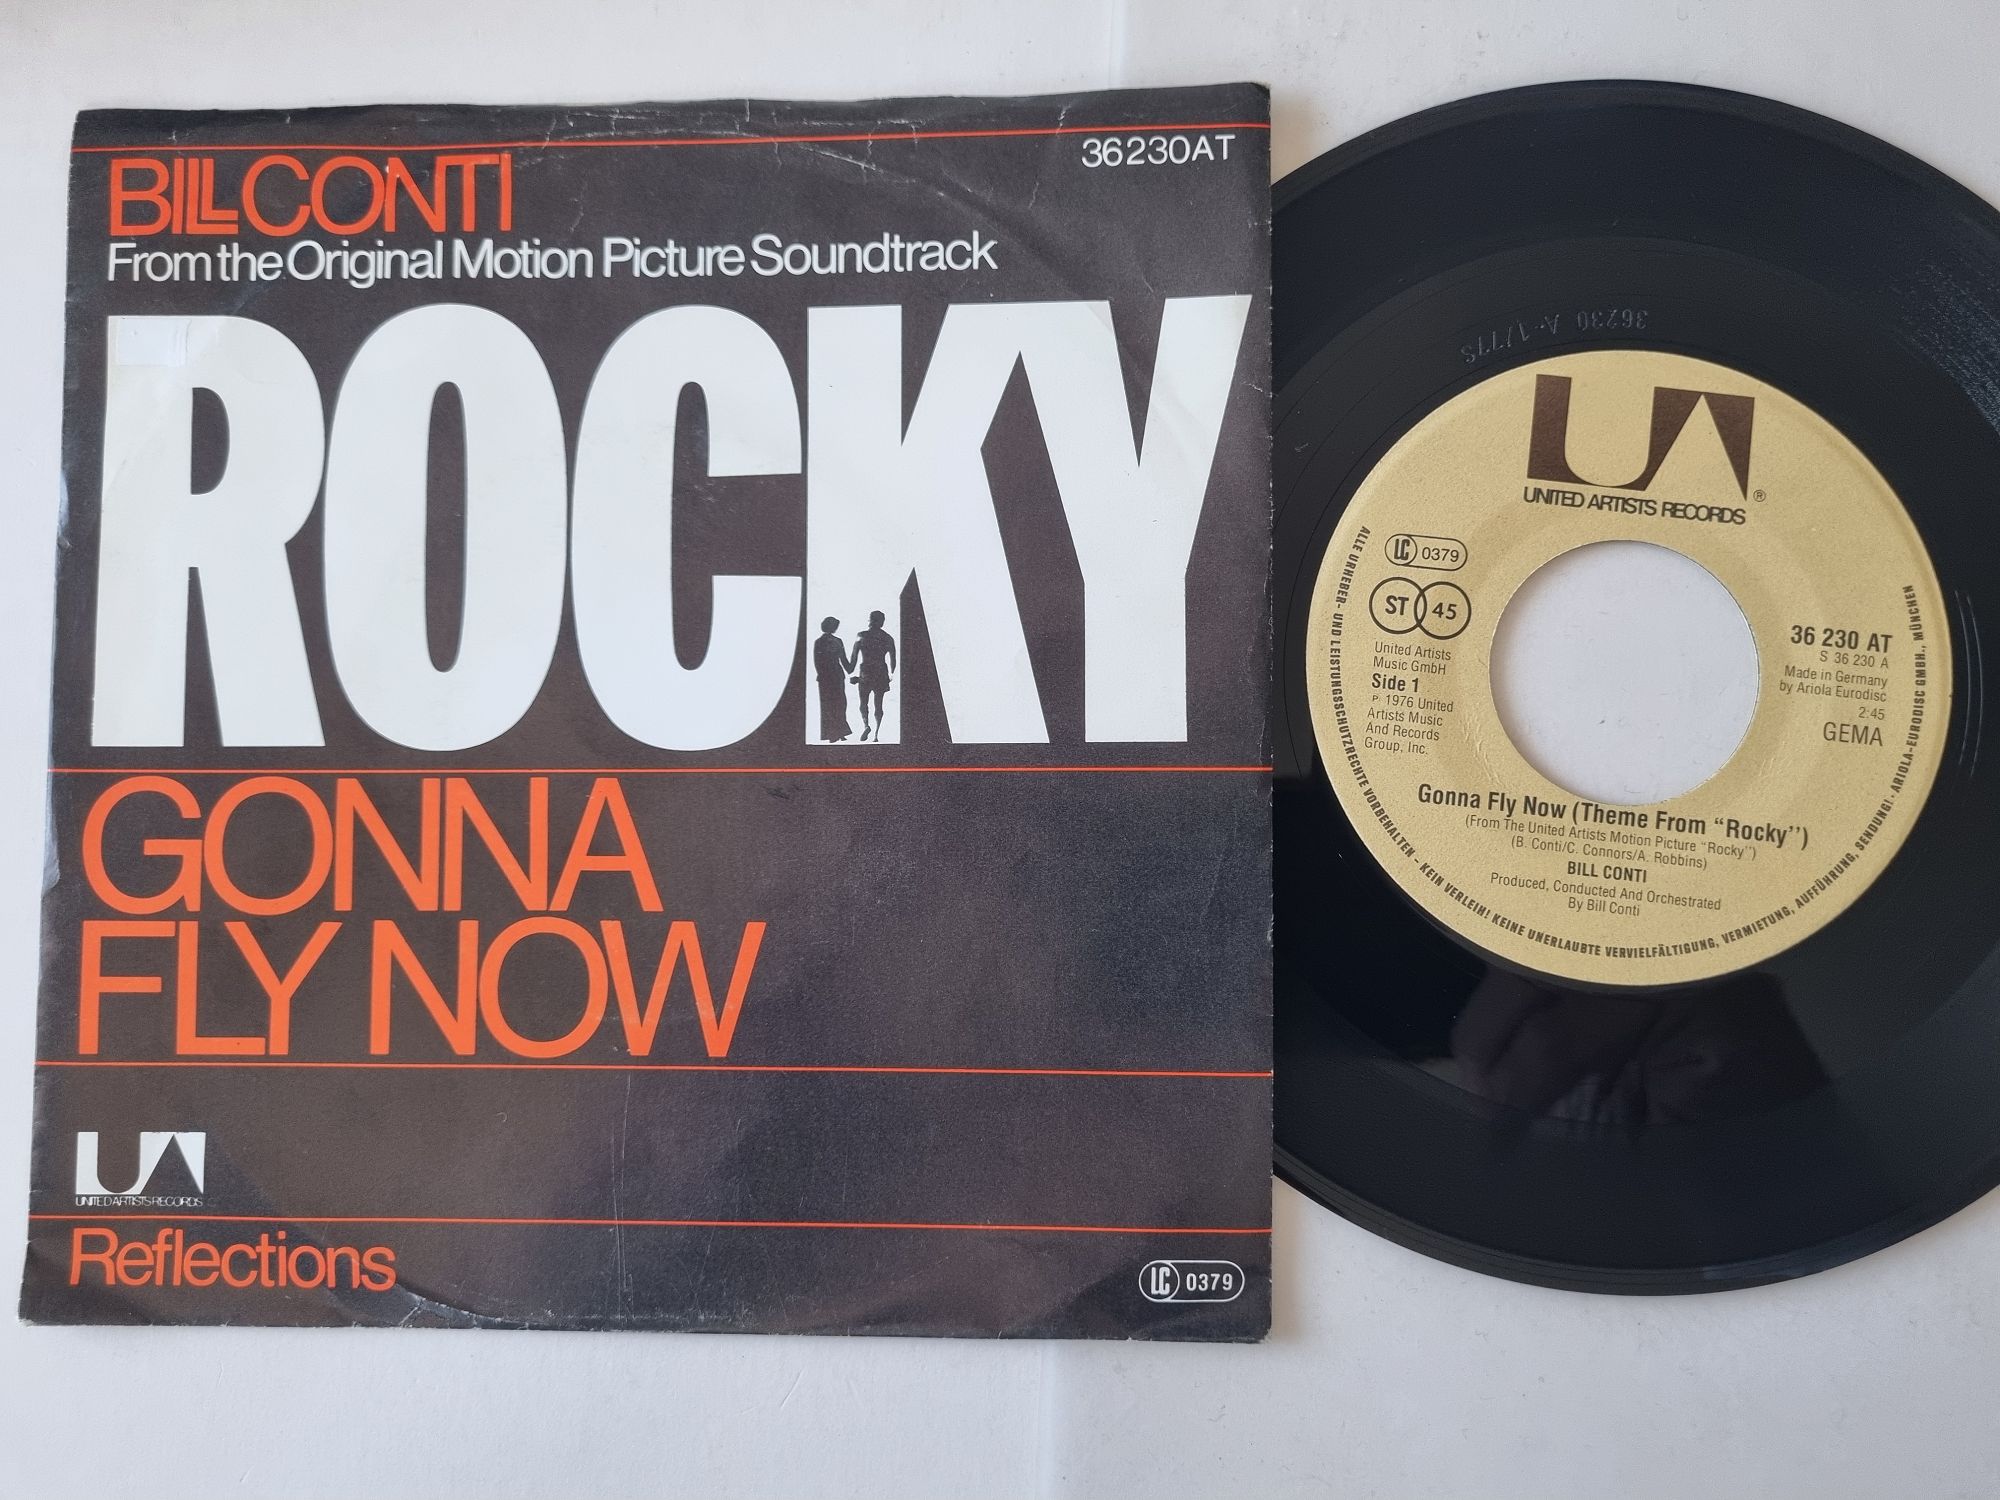 BILL CONTI
36230AT
From the Original Motion Picture Soundtrack
ROCKY
GONNA
FLY NOW
UA
UNITED ARTISTS RECORDS
Reflections
LC 0379
36230 A-1/77S
UA
UNITED ARTISTS RECORDS ®
LC 0379
ST 45
United Artists
Music GmbH
Side 1
℗ 1976 United
Artists Music
And Records
Group, Inc.
36 230 AT
S 36 230 A
Made in Germany
by Ariola Eurodisc
2:45
GEMA
Gonna Fly Now (Theme From “Rocky”)
(From The United Artists Motion Picture “Rocky”)
(B. Conti/C. Connors/A. Robbins)
BILL CONTI
Produced, Conducted And Orchestrated
By Bill Conti
ALLE URHEBER- UND LEISTUNGSSCHUTZRECHTE VORBEHALTEN - KEIN VERLEIH! KEINE UNERLAUBTE VERVIELFÄLTIGUNG, VERMIETUNG, AUFFÜHRUNG, SENDUNG! · ARIOLA-EURODISC GMBH., MÜNCHEN